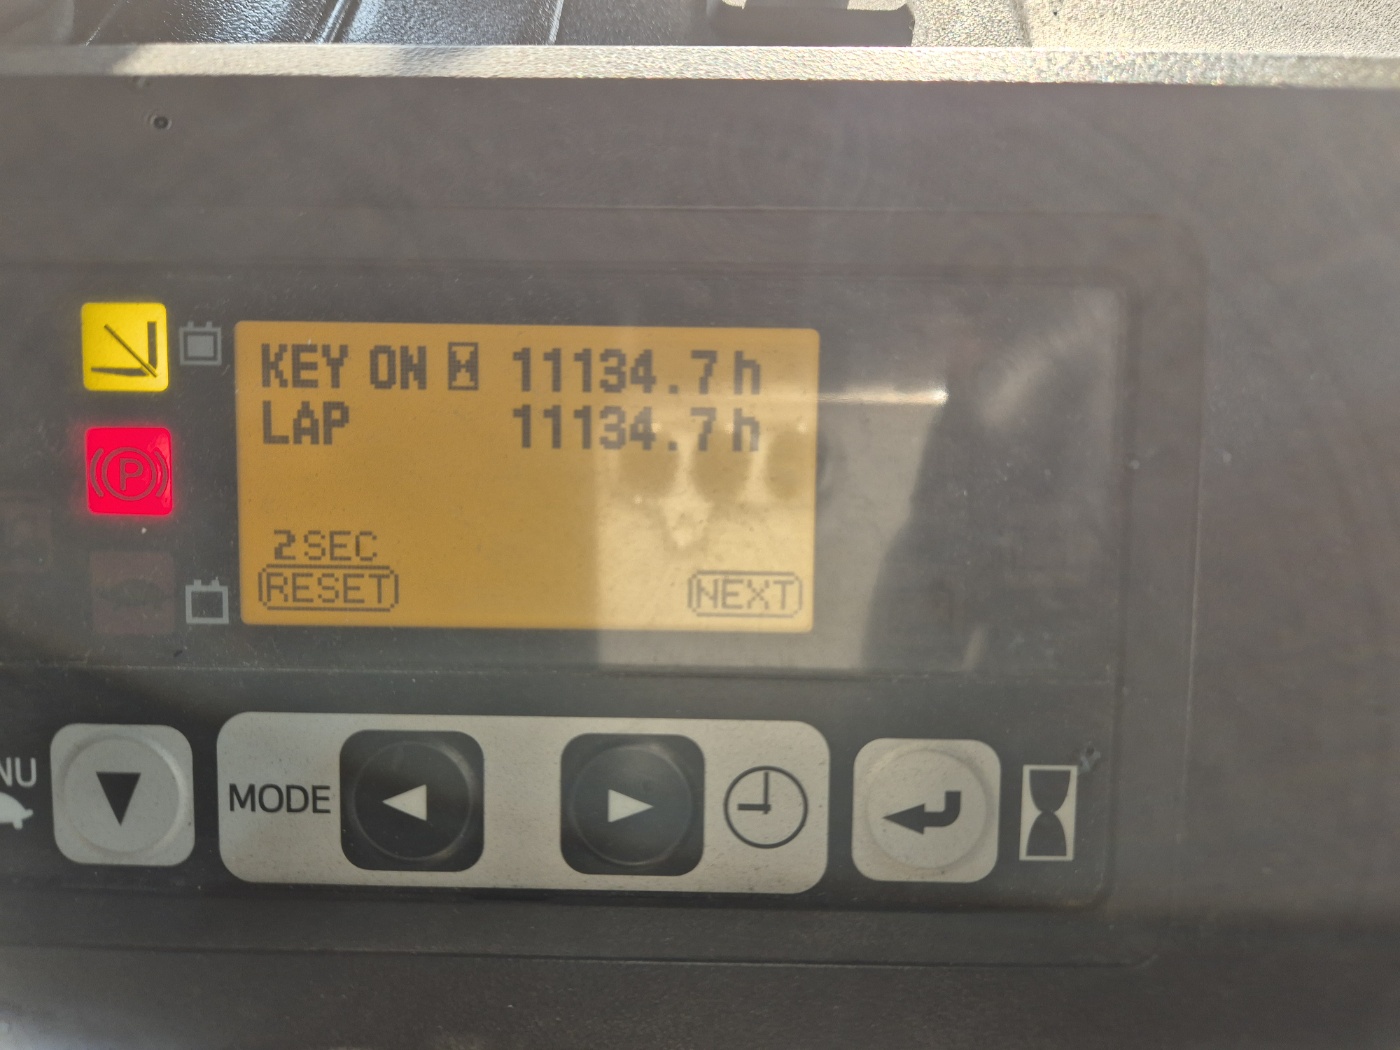 KEY ON 11134.7h
LAP 11134.7h
2SEC
RESET NEXT
P
NU
MODE